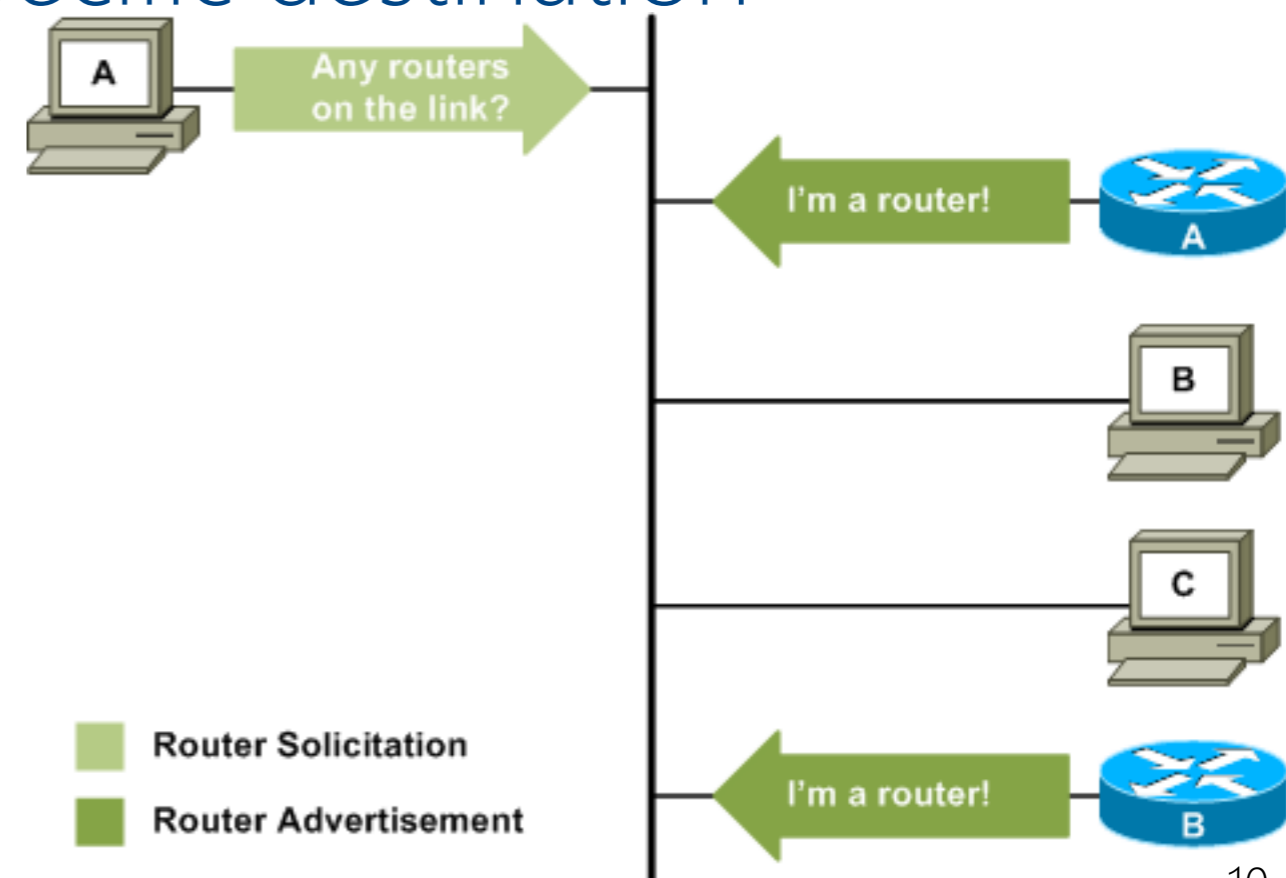 A
Any routers
on the link?
I'm a router!
A
B
C
Router Solicitation
Router Advertisement
I'm a router!
B